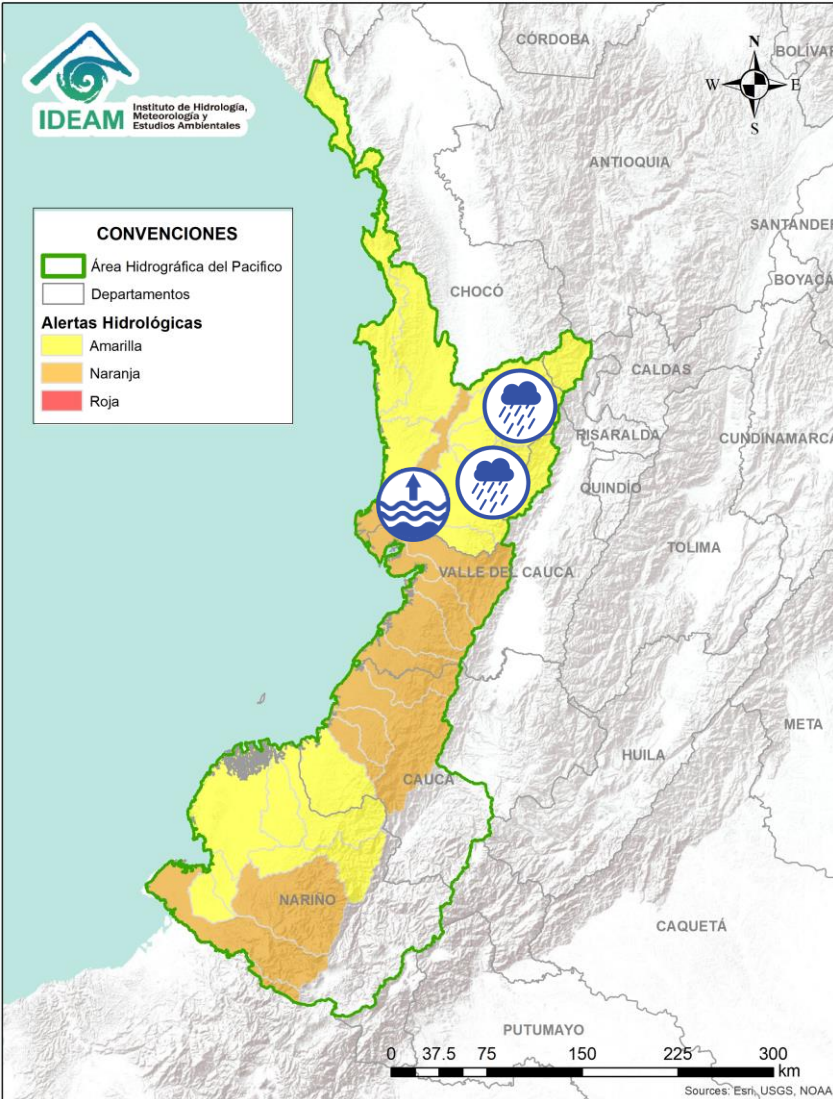 IDEAM
Instituto de Hidrología,
Meteorología y
Estudios Ambientales
CÓRDOBA
BOLÍVAR
N
W E
S
ANTIOQUIA
SANTANDER
BOYACÁ
CONVENCIONES
Área Hidrográfica del Pacifico
Departamentos
Alertas Hidrológicas
Amarilla
Naranja
Roja
CHOCÓ
CALDAS
RISARALDA
CUNDINAMARCA
QUINDÍO
TOLIMA
VALLE DEL CAUCA
META
HUILA
CAUCA
NARIÑO
CAQUETÁ
PUTUMAYO
0 37.5 75 150 225 300
km
Sources: Esri, USGS, NOAA